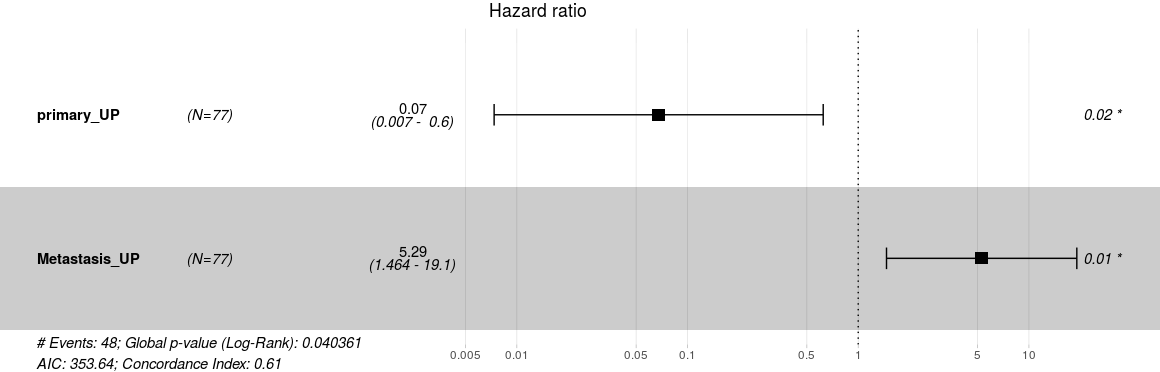 Hazard ratio
primary_UP (N=77) 0.07 0.02 *
(0.007 - 0.6)
Metastasis_UP (N=77) 5.29 0.01 *
(1.464 - 19.1)
# Events: 48; Global p-value (Log-Rank): 0.040361
AIC: 353.64; Concordance Index: 0.61
0.005 0.01 0.05 0.1 0.5 1 5 10